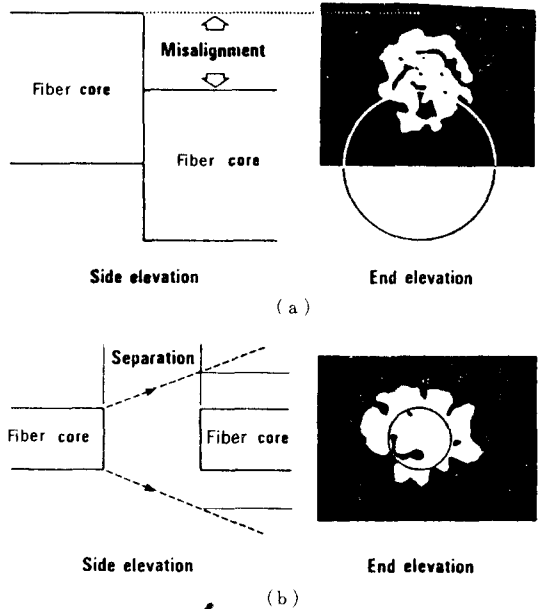 Misalignment
Fiber core
Fiber core
Side elevation
End elevation
(a)
Separation
Fiber core
Fiber core
Side elevation
End elevation
(b)